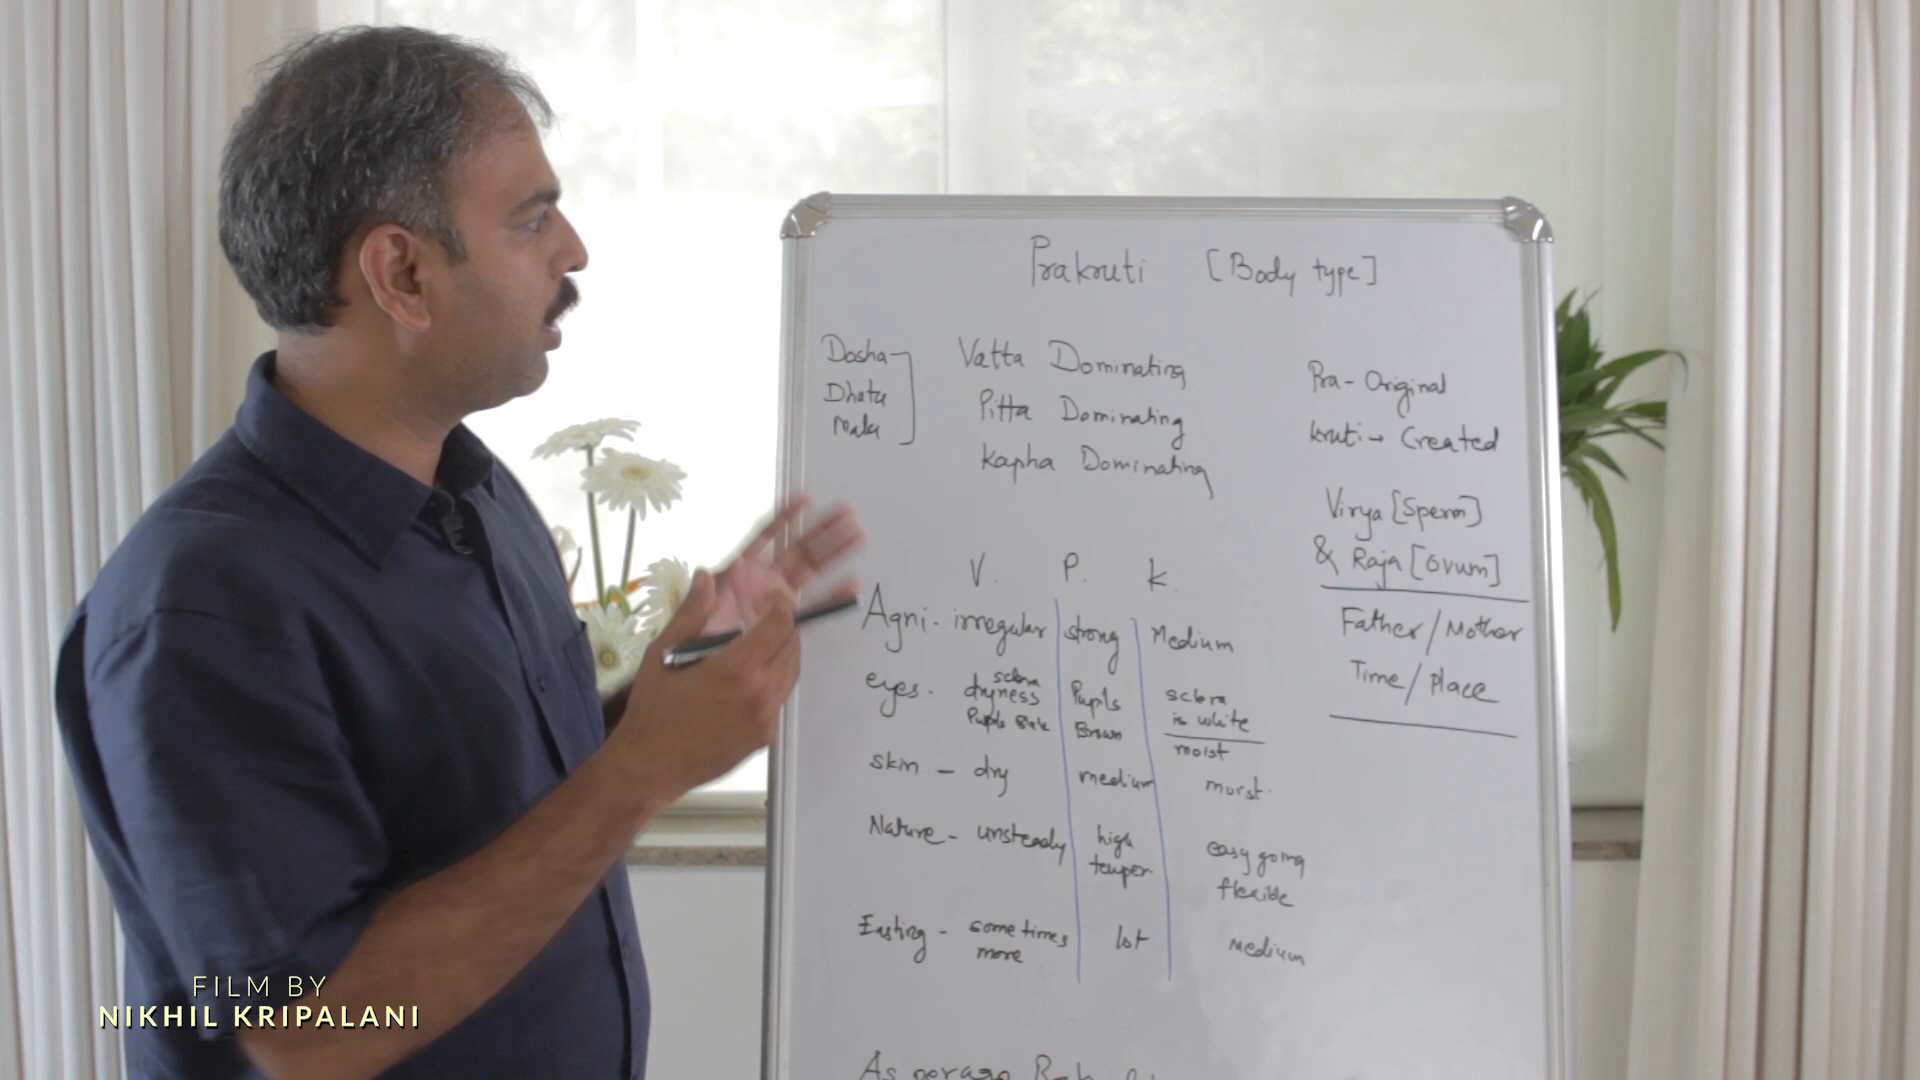 Prakruti [Body type]
Dosha
Dhatu
Mala
Vatta Dominating
Pitta Dominating
Kapha Dominating
Pra - Original
kruti → Created
Virya [Sperm]
& Raja [Ovum]
Father / Mother
Time / Place
V. P. K.
Agni - irregular strong Medium
eyes - sclera dryness Pupils sclera
Pupils Brown is white
moist
skin - dry medium moist
Nature - unsteady high temper easy going
flexible
Eating - some times more lot Medium
FILM BY
NIKHIL KRIPALANI